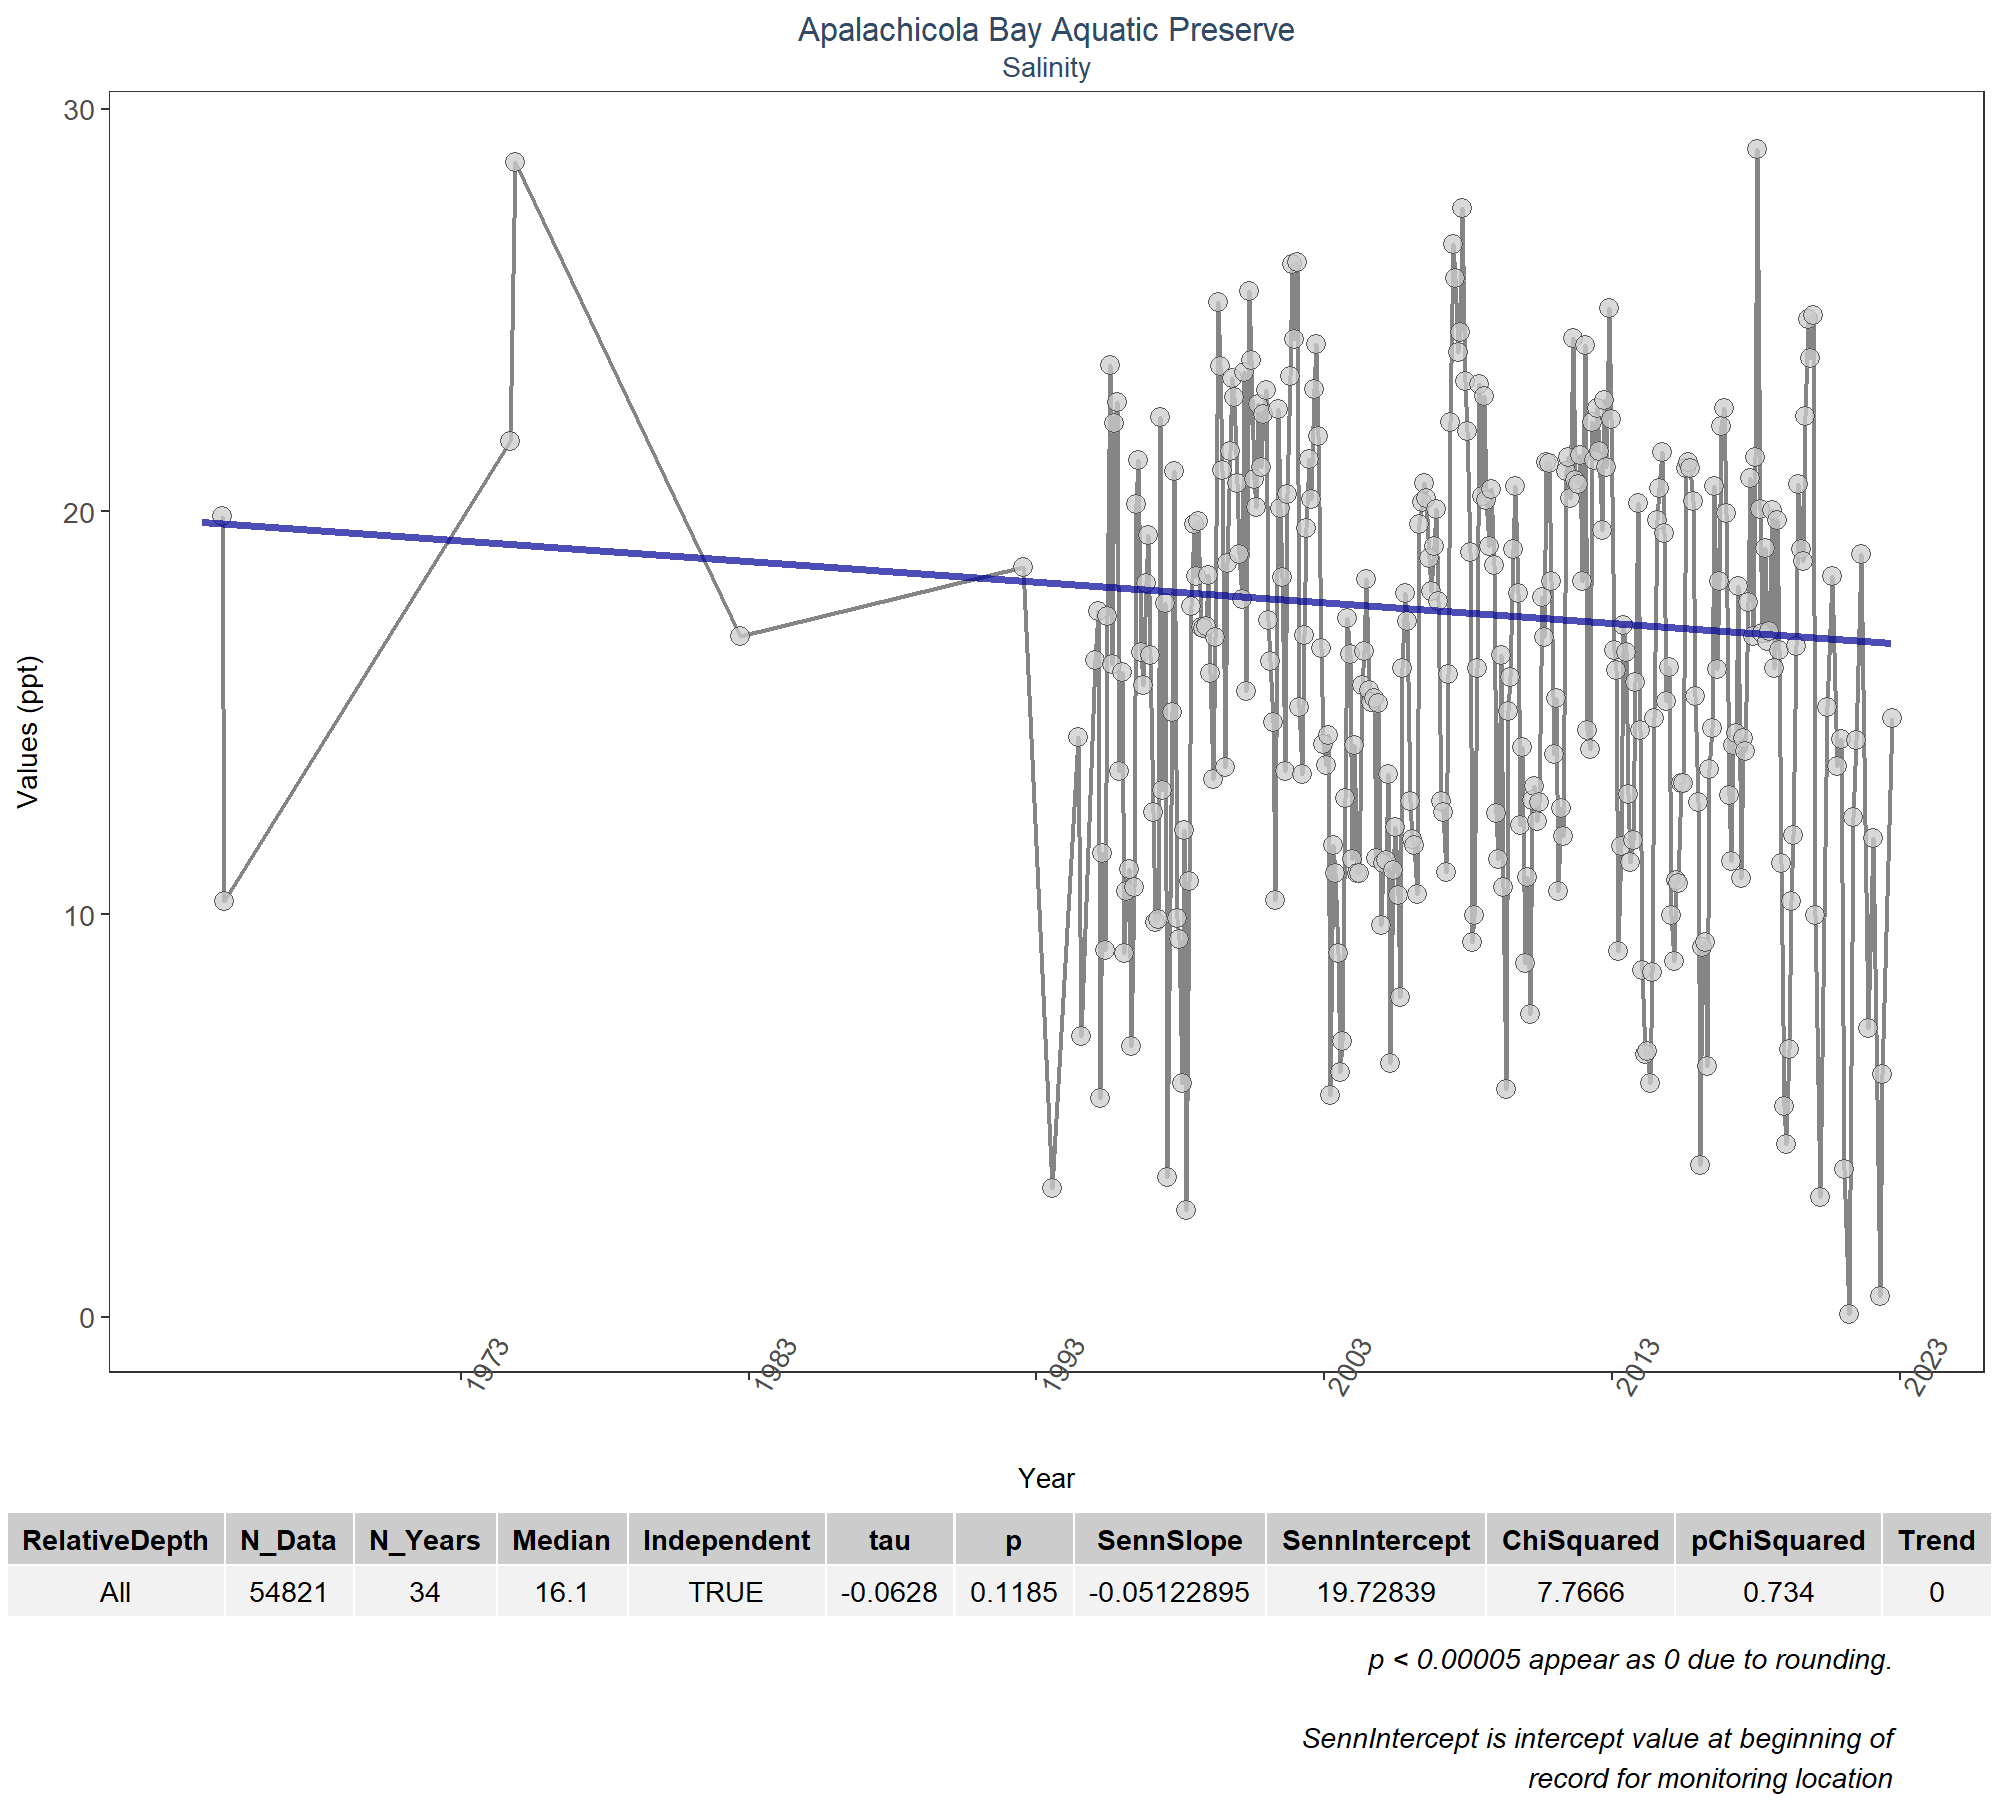 Apalachicola Bay Aquatic Preserve
Salinity
30
20
10
0
Values (ppt)
1973
1983
1993
2003
2013
2023
Year
RelativeDepth N_Data N_Years Median Independent tau p SennSlope SennIntercept ChiSquared pChiSquared Trend
All 54821 34 16.1 TRUE -0.0628 0.1185 -0.05122895 19.72839 7.7666 0.734 0
p < 0.00005 appear as 0 due to rounding.
SennIntercept is intercept value at beginning of
record for monitoring location